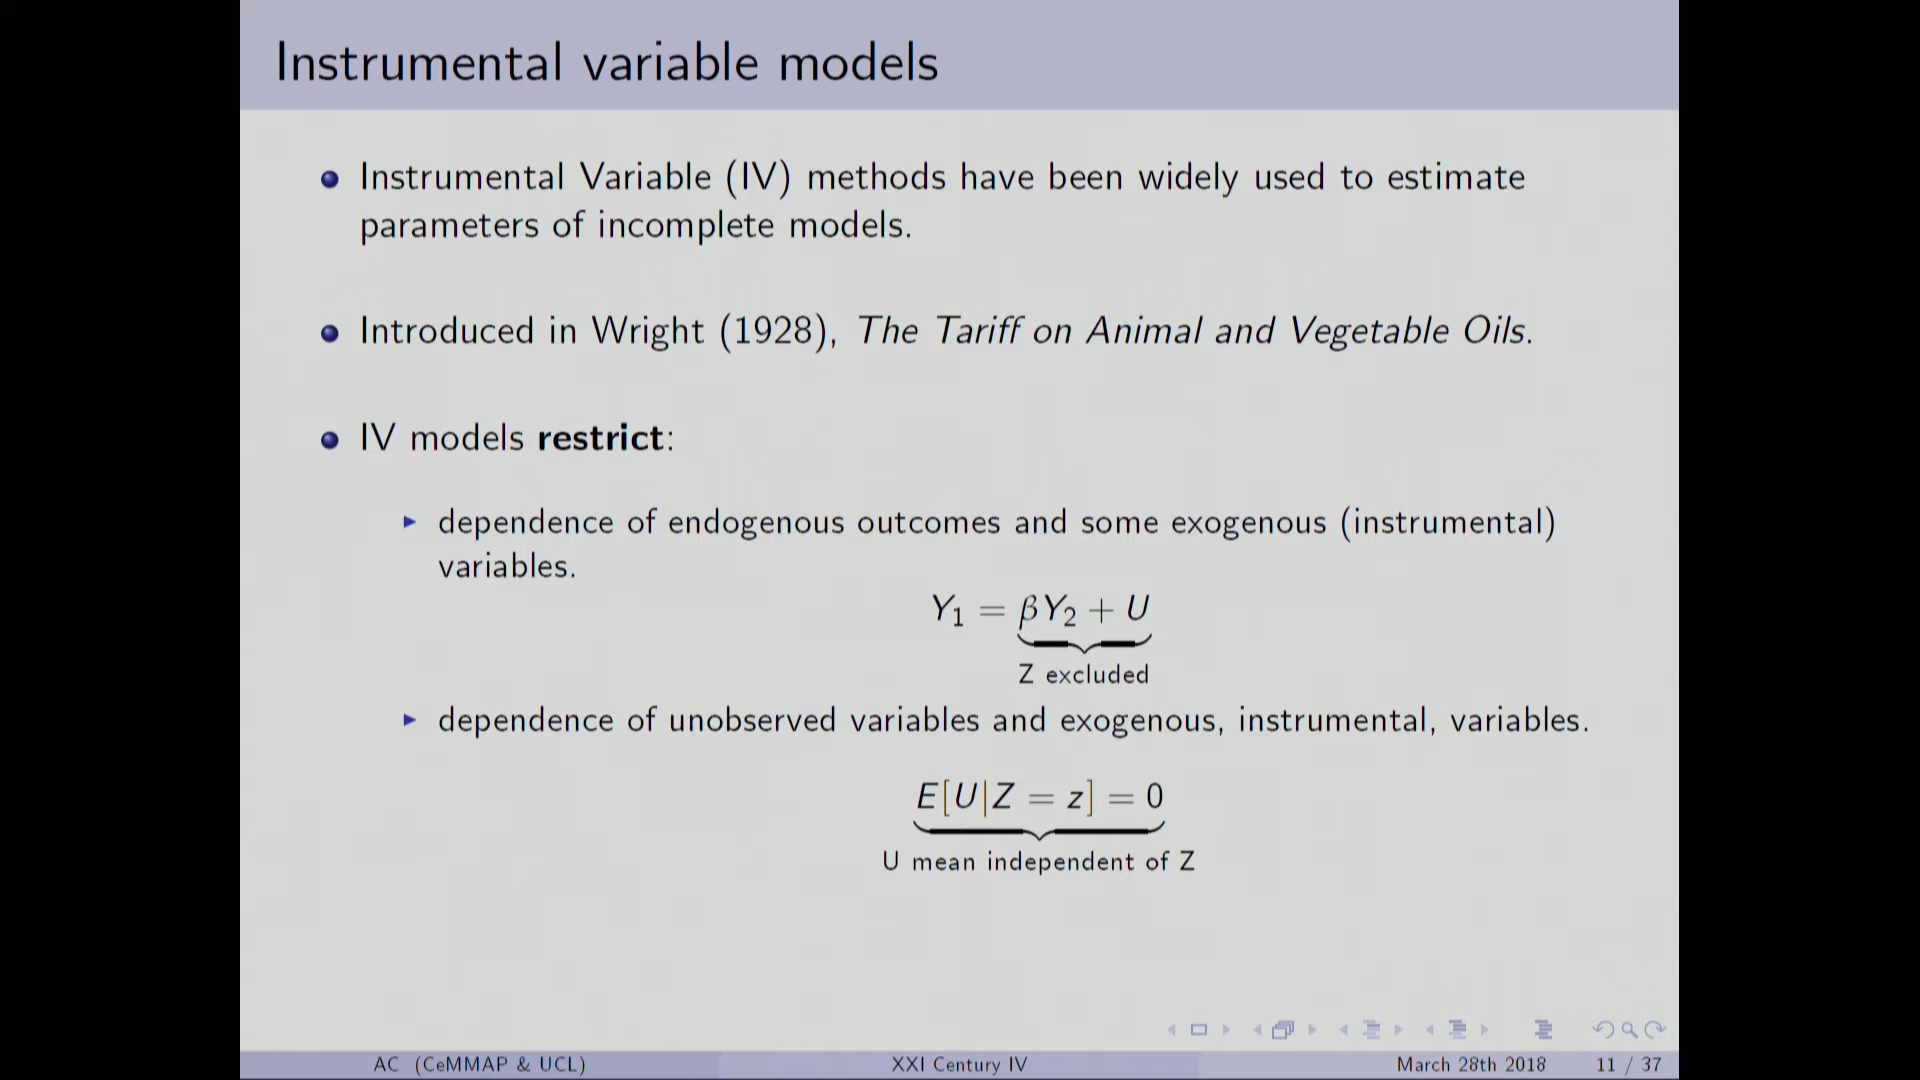 Instrumental variable models
Instrumental Variable (IV) methods have been widely used to estimate
parameters of incomplete models.
Introduced in Wright (1928), The Tariff on Animal and Vegetable Oils.
IV models restrict:
dependence of endogenous outcomes and some exogenous (instrumental)
variables.
Y₁ = βY₂ + U
Z excluded
dependence of unobserved variables and exogenous, instrumental, variables.
E[U|Z = z] = 0
U mean independent of Z
AC (CeMMAP & UCL) XXI Century IV March 28th 2018 11 / 37